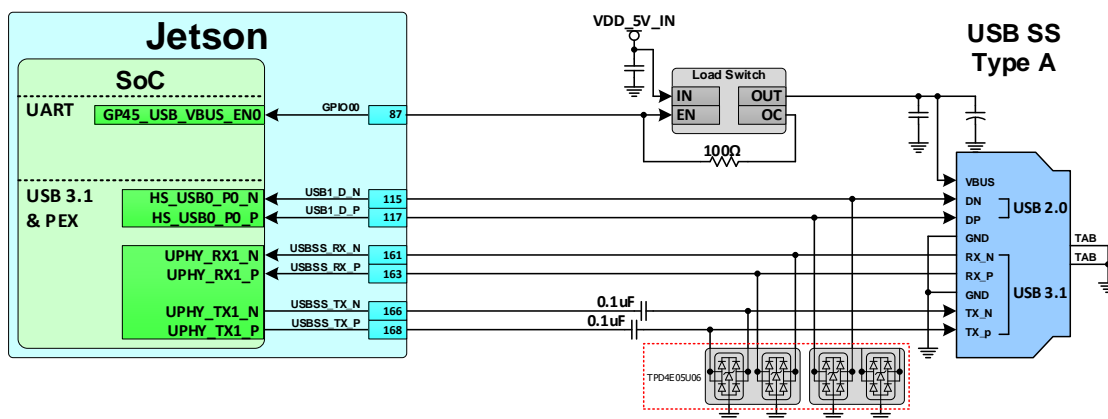 Jetson
SoC
UART
GP45_USB_VBUS_EN0
GPIO00
87
USB 3.1
& PEX
HS_USB0_P0_N
HS_USB0_P0_P
USB1_D_N
115
USB1_D_P
117
UPHY_RX1_N
UPHY_RX1_P
USBSS_RX_N
161
USBSS_RX_P
163
UPHY_TX1_N
UPHY_TX1_P
USBSS_TX_N
166
USBSS_TX_P
168
VDD_5V_IN
Load Switch
IN
OUT
EN
OC
100Ω
0.1uF
0.1uF
TPD4E05U06
USB SS
Type A
VBUS
DN
DP
USB 2.0
GND
RX_N
RX_P
GND
USB 3.1
TX_N
TX_p
TAB
TAB